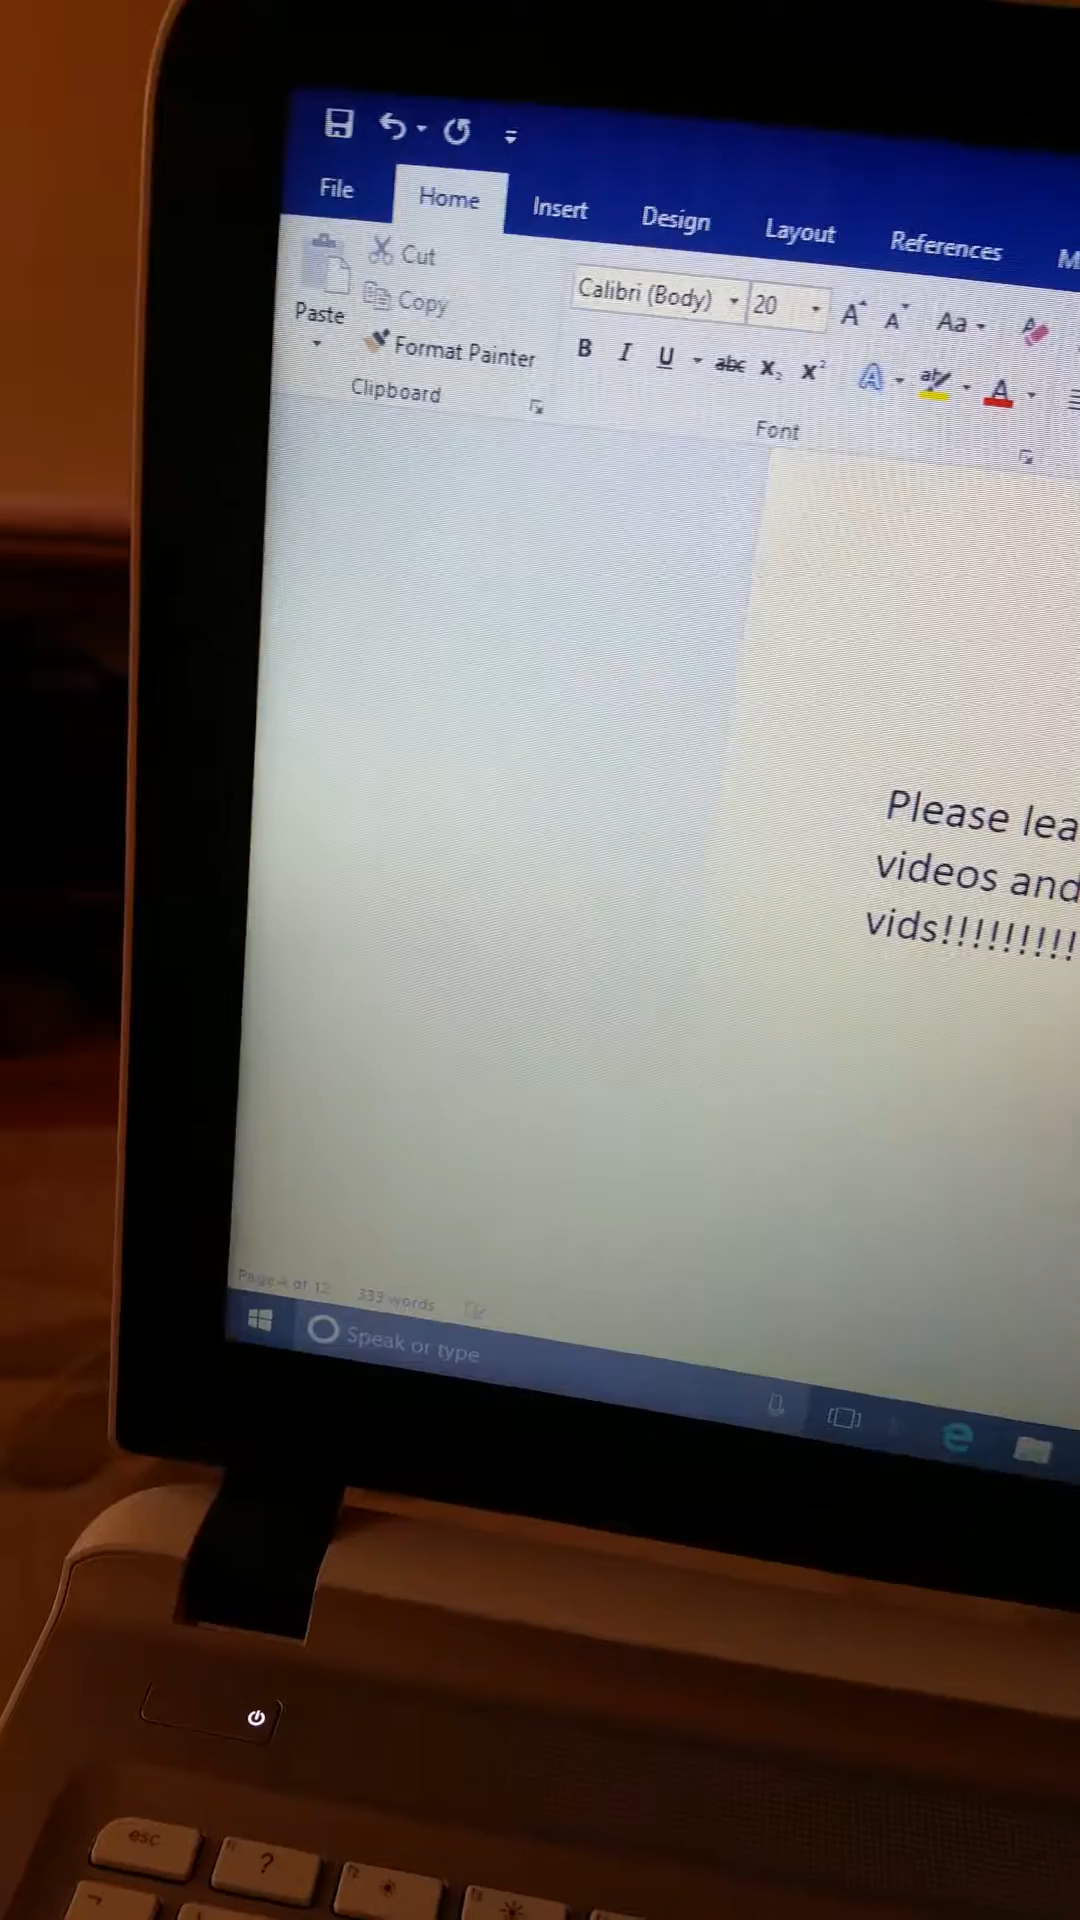 File Home Insert Design Layout References M
Cut
Copy
Paste
Format Painter
Clipboard
Calibri (Body) 20
B I U abc X₂ X²
Aa
Font
Please lea
videos and
vids!!!!!!!!!
Page 4 of 12 333 words
Speak or type
esc
?